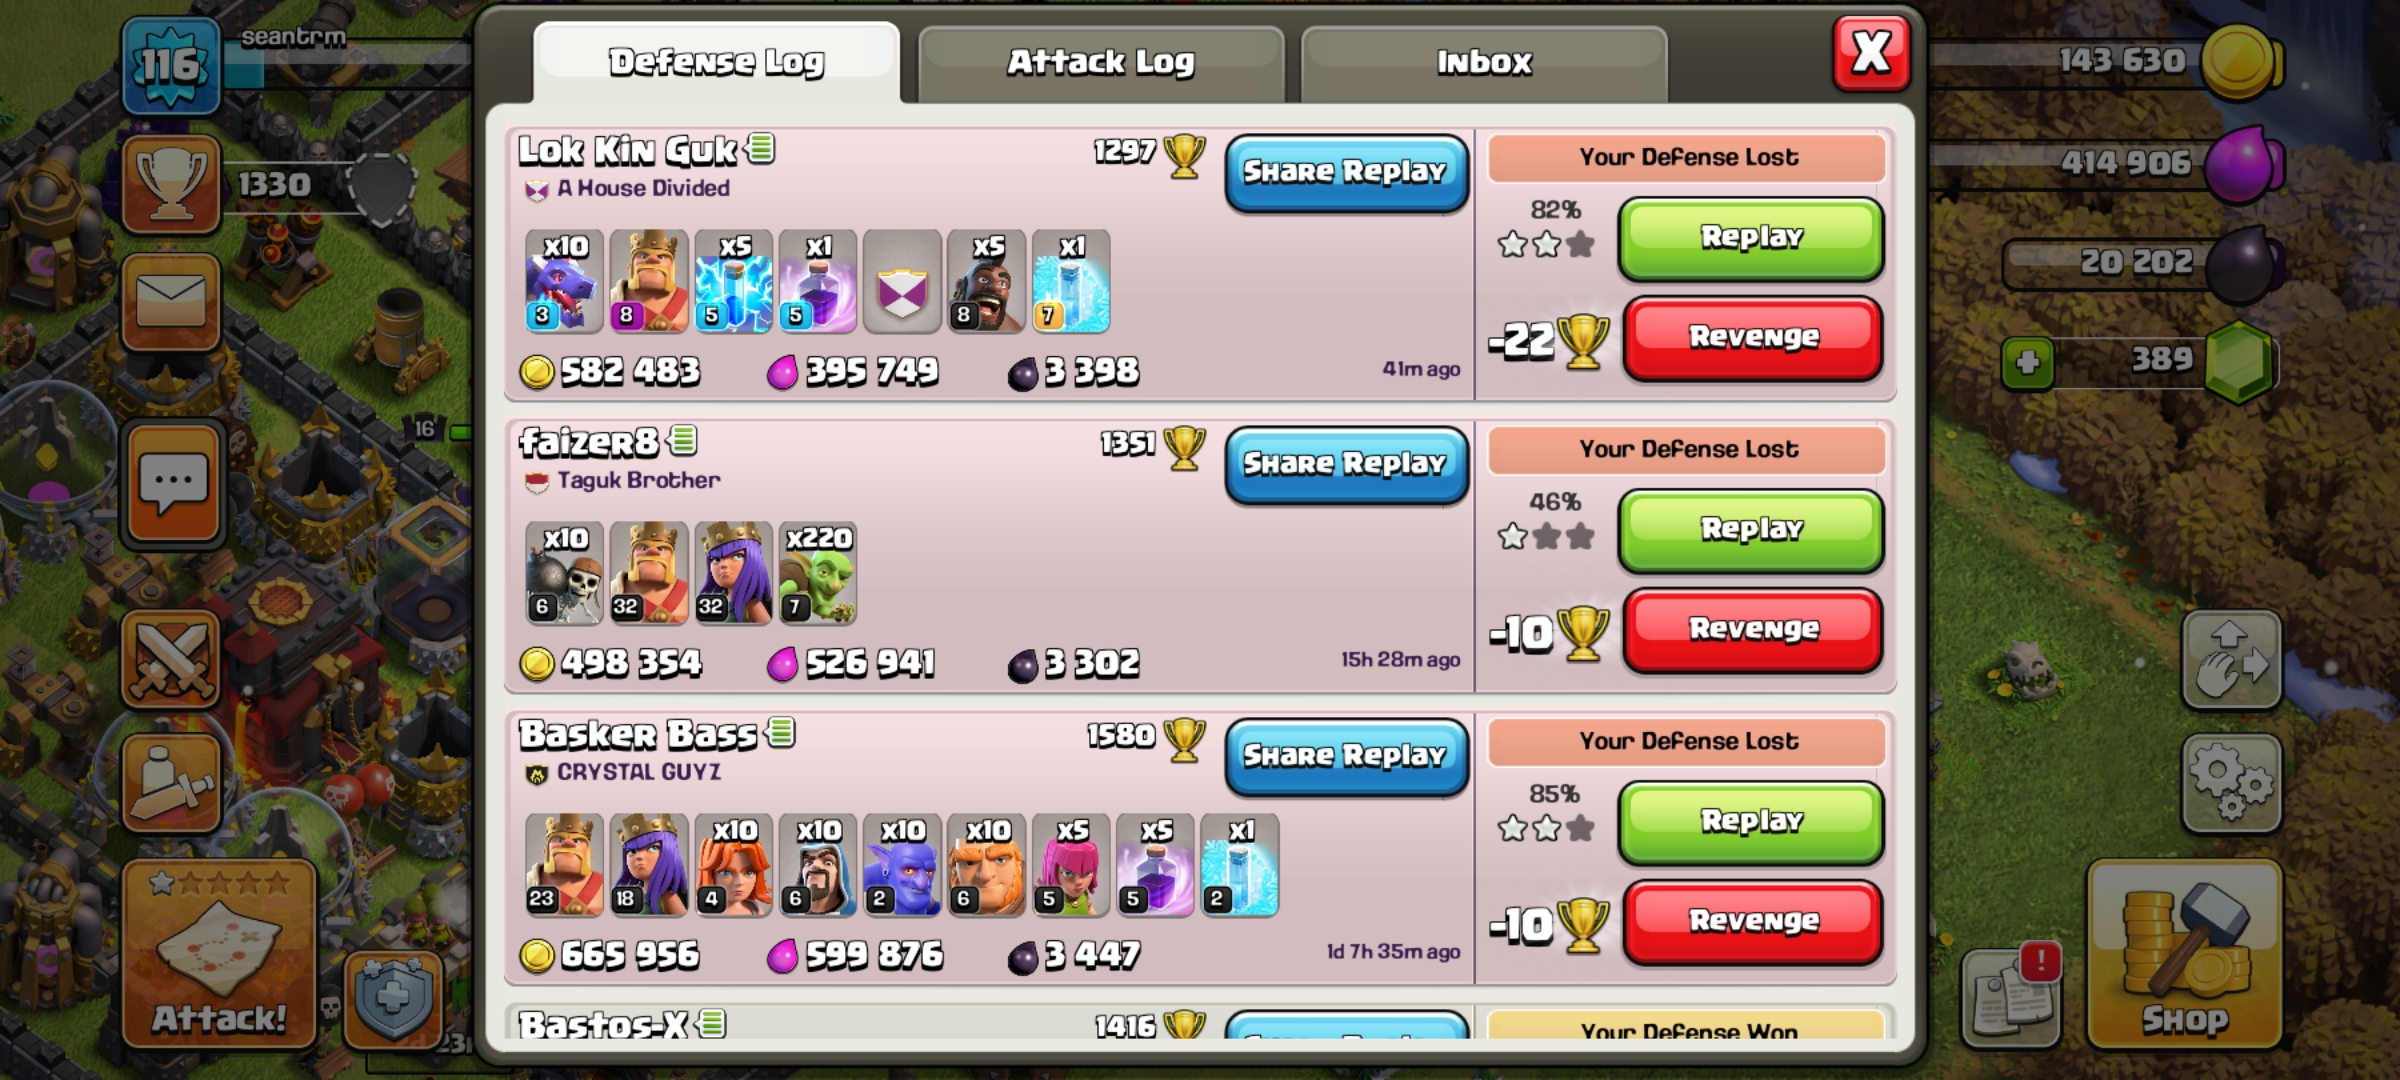 116
seantrm
1330
16
Attack!
Defense Log
Attack Log
Inbox
X
Lok Kin Guk
1297
Share Replay
A House Divided
x10
3
8
x5
5
x1
5
x5
8
x1
7
582 483
395 749
3 398
41m ago
Your Defense Lost
82%
Replay
-22
Revenge
faizer8
1351
Share Replay
Taguk Brother
x10
6
32
32
x220
7
498 354
526 941
3 302
15h 28m ago
Your Defense Lost
46%
Replay
-10
Revenge
Basker Bass
1580
Share Replay
CRYSTAL GUYZ
23
18
x10
4
x10
6
x10
2
x10
6
x5
5
x5
5
x1
2
665 956
599 876
3 447
1d 7h 35m ago
Your Defense Lost
85%
Replay
-10
Revenge
Bastos-X
1416
Your Defense Won
143 630
414 906
20 202
389
!
Shop